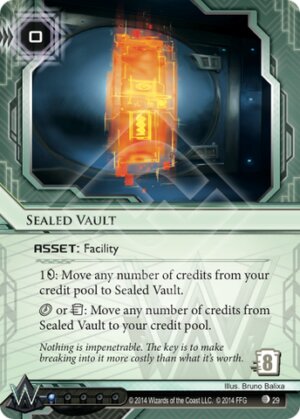 0
SEALED VAULT
ASSET: Facility
1: Move any number of credits from your
credit pool to Sealed Vault.
or : Move any number of credits from
Sealed Vault to your credit pool.
Nothing is impenetrable. The key is to make
breaking into it more costly than what it's worth.
8
Illus. Bruno Balixa
© 2014 Wizards of the Coast LLC. © 2014 FFG
29